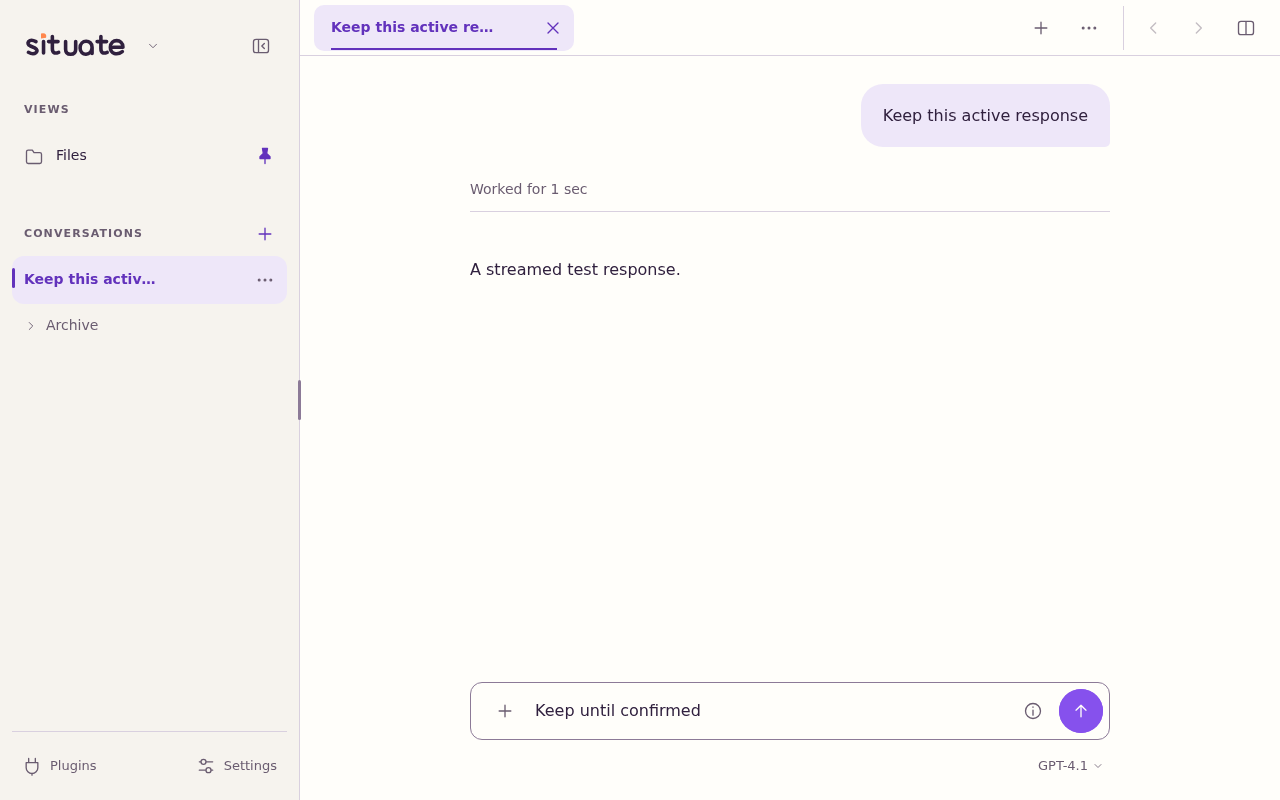 situate
VIEWS
Files
CONVERSATIONS
Keep this activ…
Archive
Plugins
Settings
Keep this active re…
Keep this active response
Worked for 1 sec
A streamed test response.
Keep until confirmed
GPT-4.1